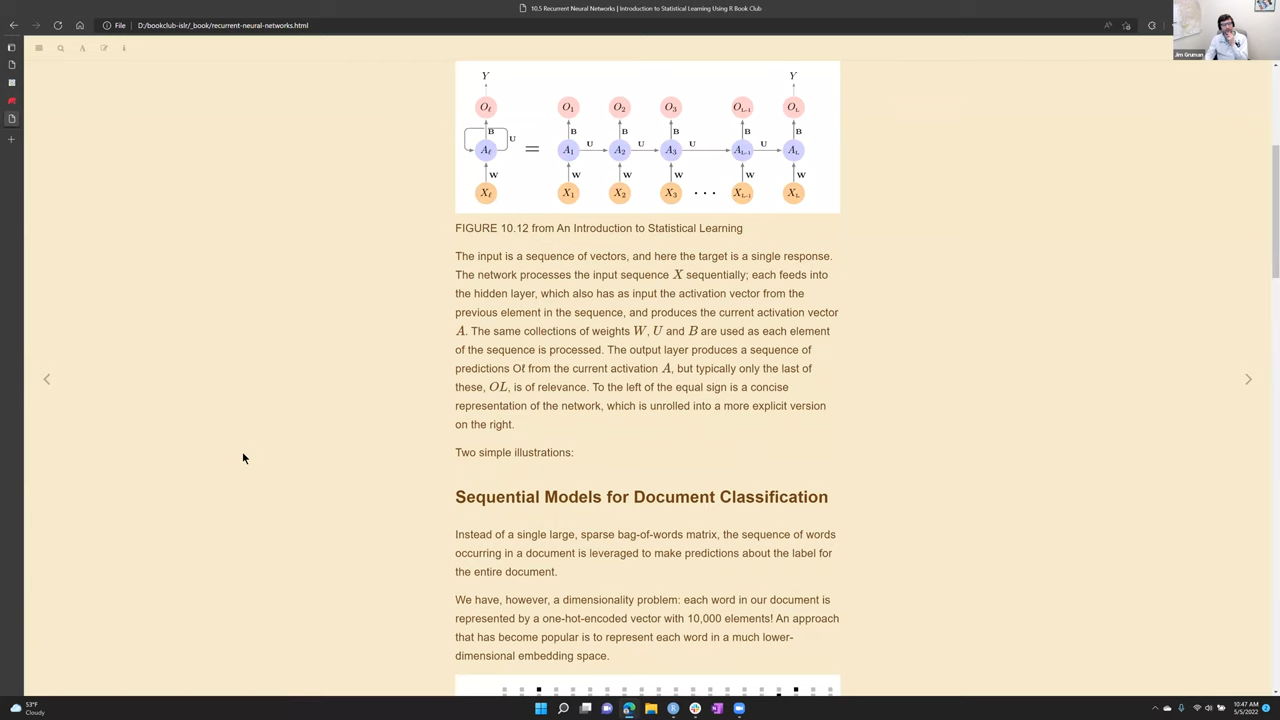 10.5 Recurrent Neural Networks | Introduction to Statistical Learning Using R Book Club
File D:/bookclub-islr/_book/recurrent-neural-networks.html
Jim Gruman
Y Y
Oℓ O1 O2 O3 OL-1 OL
B B B B B B
U
Aℓ = A1 U A2 U A3 U AL-1 U AL
W W W W W W
Xℓ X1 X2 X3 ... XL-1 XL
FIGURE 10.12 from An Introduction to Statistical Learning
The input is a sequence of vectors, and here the target is a single response.
The network processes the input sequence X sequentially; each feeds into
the hidden layer, which also has as input the activation vector from the
previous element in the sequence, and produces the current activation vector
A. The same collections of weights W, U and B are used as each element
of the sequence is processed. The output layer produces a sequence of
predictions Oℓ from the current activation A, but typically only the last of
these, OL, is of relevance. To the left of the equal sign is a concise
representation of the network, which is unrolled into a more explicit version
on the right.
Two simple illustrations:
Sequential Models for Document Classification
Instead of a single large, sparse bag-of-words matrix, the sequence of words
occurring in a document is leveraged to make predictions about the label for
the entire document.
We have, however, a dimensionality problem: each word in our document is
represented by a one-hot-encoded vector with 10,000 elements! An approach
that has become popular is to represent each word in a much lower-
dimensional embedding space.
53°F
Cloudy
10:47 AM
5/5/2022